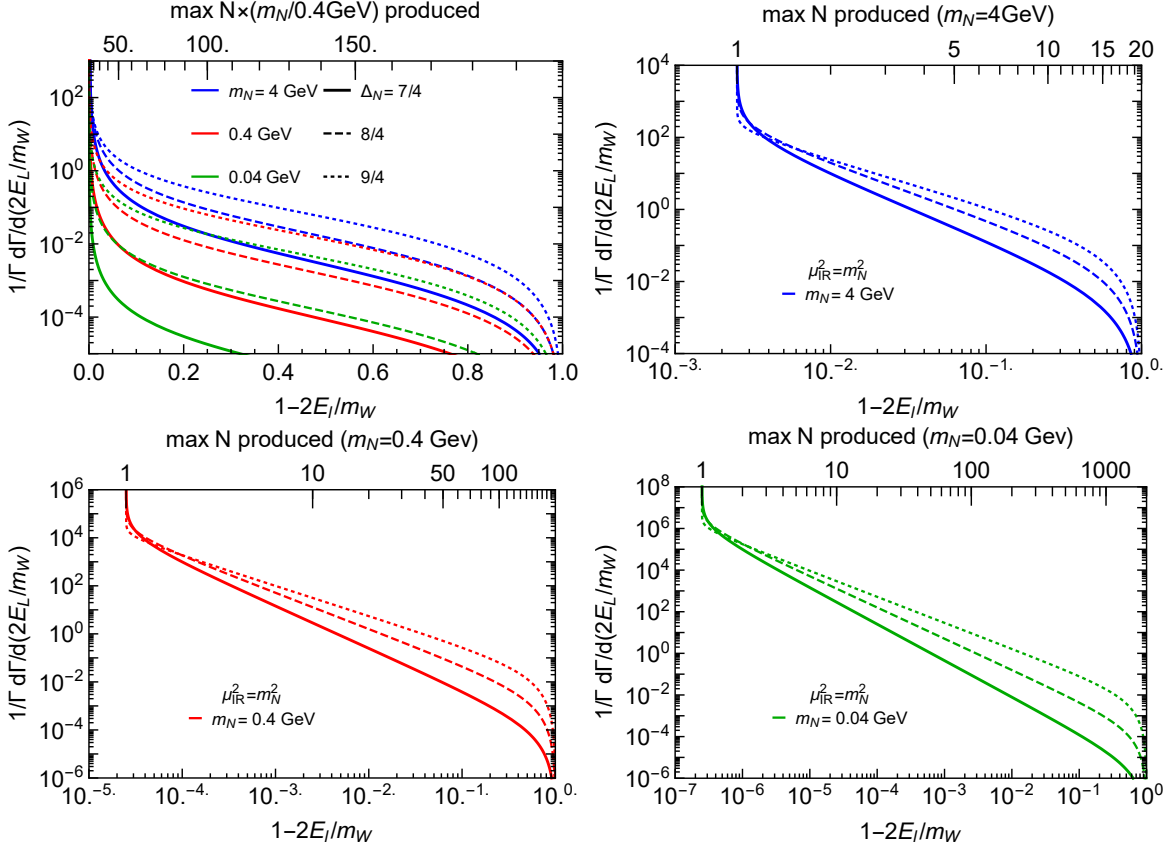 max N×(m_N/0.4GeV) produced
50. 100. 150.
10^2
10^0
10^-2
10^-4
1/Γ dΓ/d(2E_L/m_W)
m_N= 4 GeV Δ_N= 7/4
0.4 GeV 8/4
0.04 GeV 9/4
0.0 0.2 0.4 0.6 0.8 1.0
1−2E_l/m_W
max N produced (m_N=4GeV)
1 5 10 15 20
10^4
10^2
10^0
10^-2
10^-4
1/Γ dΓ/d(2E_L/m_W)
μ_IR^2=m_N^2
m_N= 4 GeV
10.^-3. 10.^-2. 10.^-1. 10.^0.
1−2E_l/m_W
max N produced (m_N=0.4 Gev)
1 10 50 100
10^6
10^4
10^2
10^0
10^-2
10^-4
10^-6
1/Γ dΓ/d(2E_L/m_W)
μ_IR^2=m_N^2
m_N= 0.4 GeV
10.^-5. 10.^-4. 10.^-3. 10.^-2. 10.^-1. 10.^0.
1−2E_l/m_W
max N produced (m_N=0.04 Gev)
1 10 100 1000
10^8
10^6
10^4
10^2
10^0
10^-2
10^-4
10^-6
1/Γ dΓ/d(2E_L/m_W)
μ_IR^2=m_N^2
m_N= 0.04 GeV
10^-7 10^-6 10^-5 10^-4 10^-3 10^-2 10^-1 10^0
1−2E_l/m_W